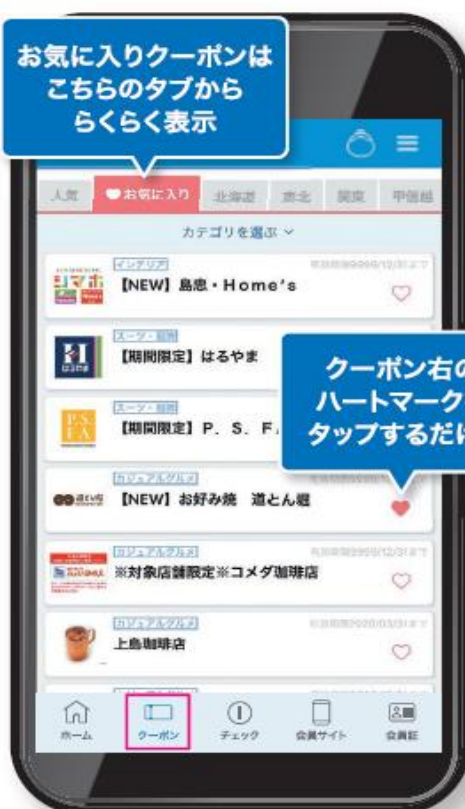 お気に入りクーポンは
こちらのタブから
らくらく表示
人気
お気に入り
北海道
東北
関東
甲信越
カテゴリを選ぶ
インテリア
【NEW】島忠・Home's
スーツ・服飾
【期間限定】はるやま
スーツ・服飾
【期間限定】P. S. F
クーポン右の
ハートマーク
タップするだけ
カジュアルグルメ
【NEW】お好み焼 道とん堀
カジュアルグルメ
※対象店舗限定※コメダ珈琲店
カジュアルグルメ
上島珈琲店
ホーム
クーポン
チェック
会員サイト
会員証